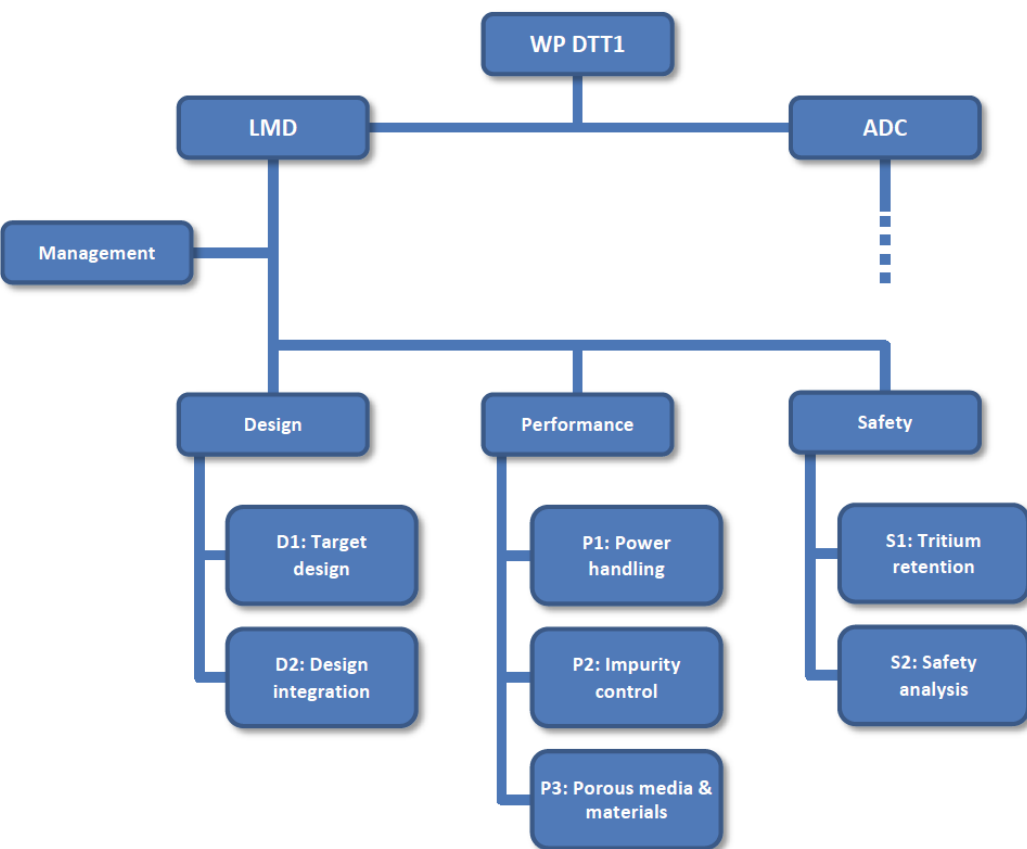 WP DTT1
LMD
ADC
Management
Design
Performance
Safety
D1: Target
design
P1: Power
handling
S1: Tritium
retention
D2: Design
integration
P2: Impurity
control
S2: Safety
analysis
P3: Porous media &
materials